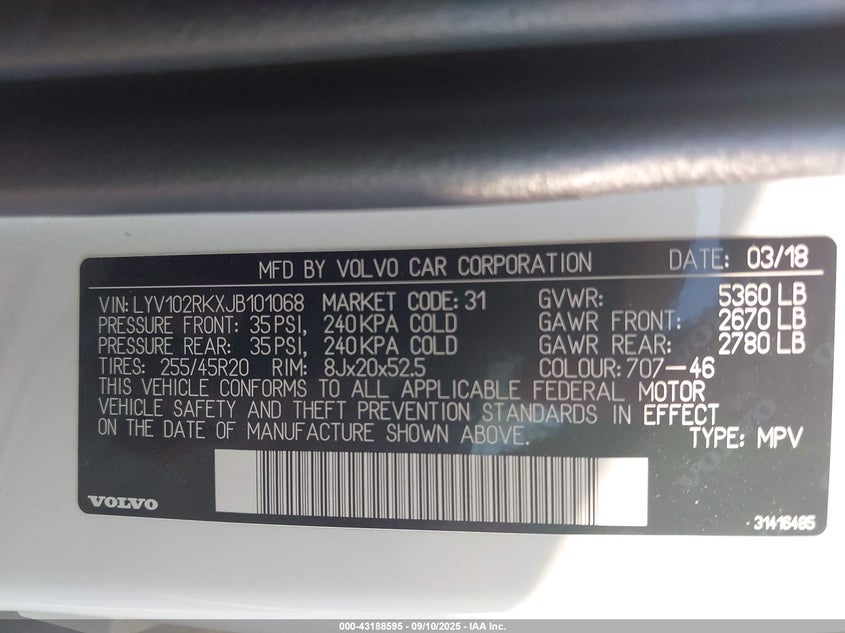 MFD BY VOLVO CAR CORPORATION DATE: 03/18
VIN: LYV102RKXJB101068 MARKET CODE: 31 GVWR: 5360 LB
PRESSURE FRONT: 35 PSI, 240 KPA COLD GAWR FRONT: 2670 LB
PRESSURE REAR: 35 PSI, 240 KPA COLD GAWR REAR: 2780 LB
TIRES: 255/45R20 RIM: 8Jx20x52.5 COLOUR: 707-46
THIS VEHICLE CONFORMS TO ALL APPLICABLE FEDERAL MOTOR
VEHICLE SAFETY AND THEFT PREVENTION STANDARDS IN EFFECT
ON THE DATE OF MANUFACTURE SHOWN ABOVE. TYPE: MPV
VOLVO
31416485
000-43188595 - 09/10/2025 - IAA Inc.